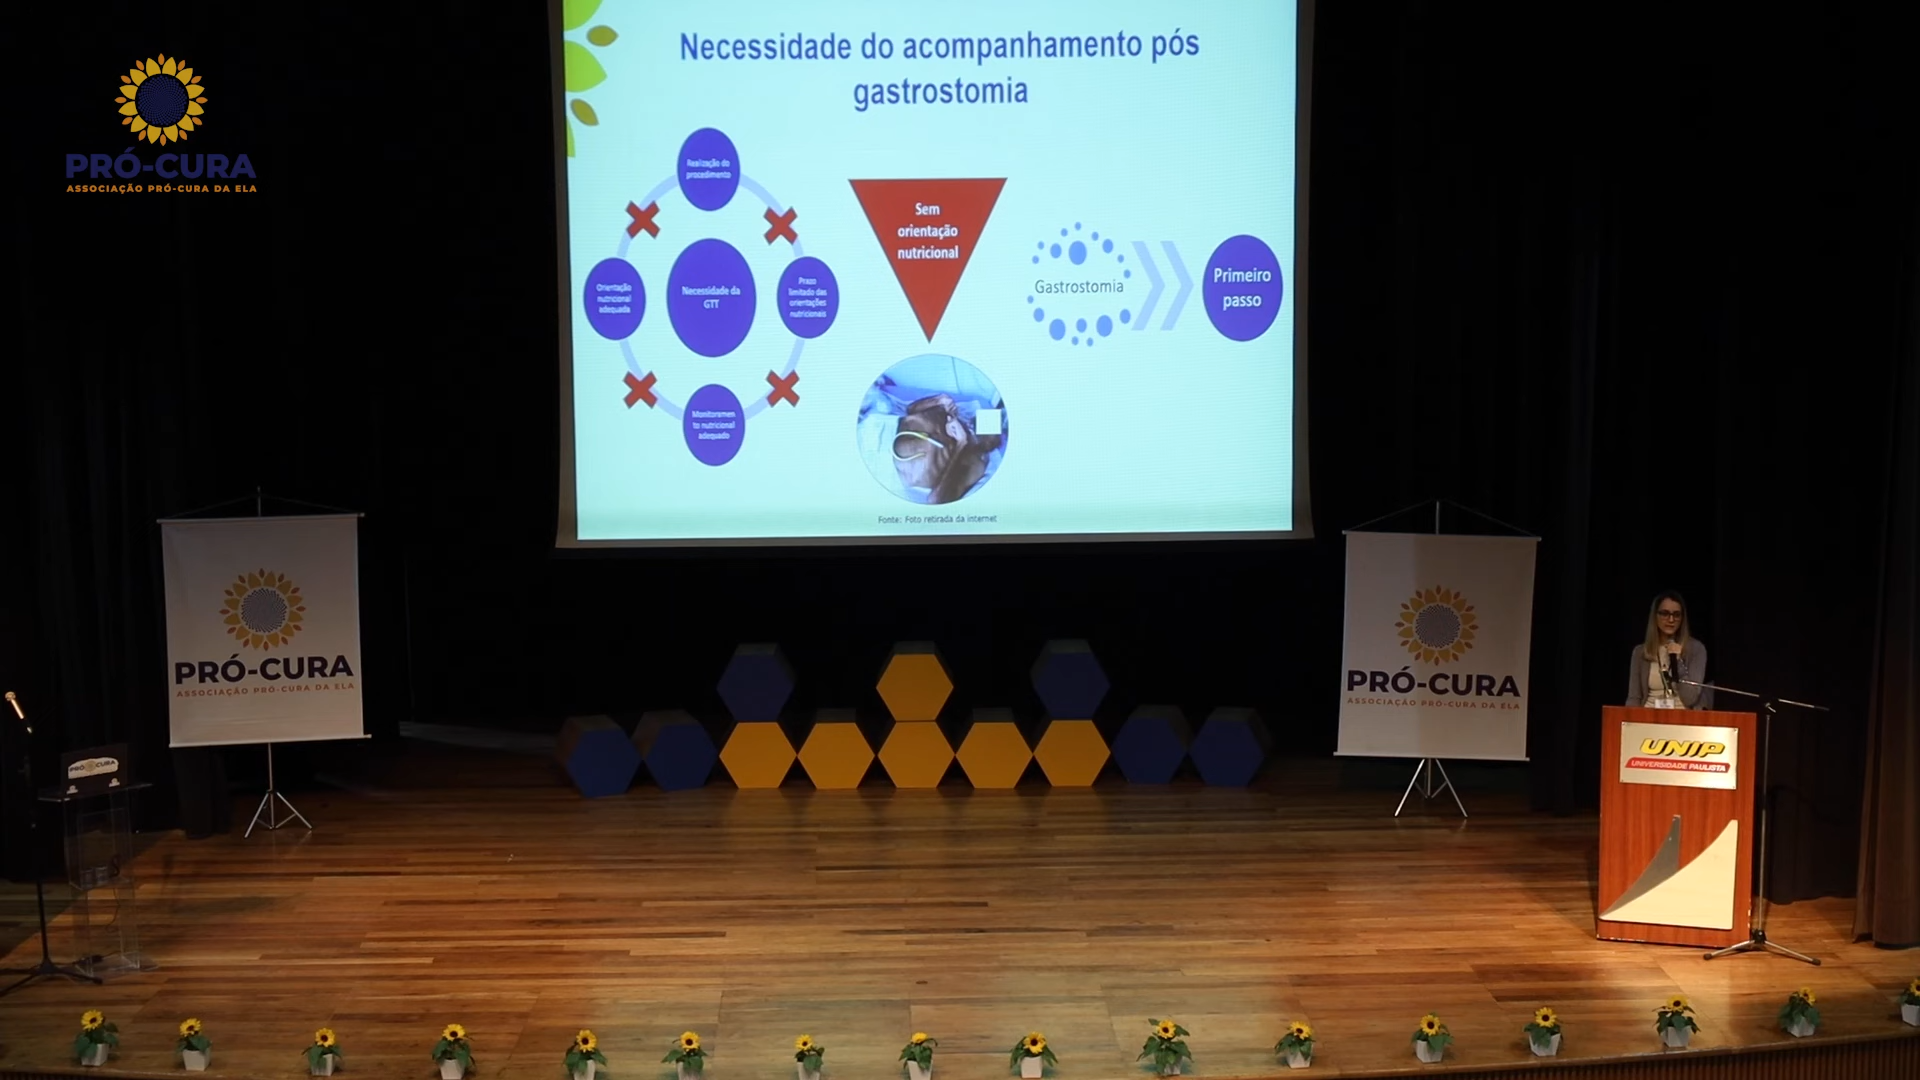 PRÓ-CURA
ASSOCIAÇÃO PRÓ-CURA DA ELA
Necessidade do acompanhamento pós
gastrostomia
Realização do
procedimento
Orientação
nutricional
adequada
Necessidade da
GTT
Prazo
limitado das
orientações
nutricionais
Monitoramen
to nutricional
adequado
Sem
orientação
nutricional
Gastrostomia
Primeiro
passo
Fonte: Foto retirada da internet
PRÓ-CURA
ASSOCIAÇÃO PRÓ-CURA DA ELA
PRÓ-CURA
ASSOCIAÇÃO PRÓ-CURA DA ELA
PRÓ-CURA
UNIP
UNIVERSIDADE PAULISTA